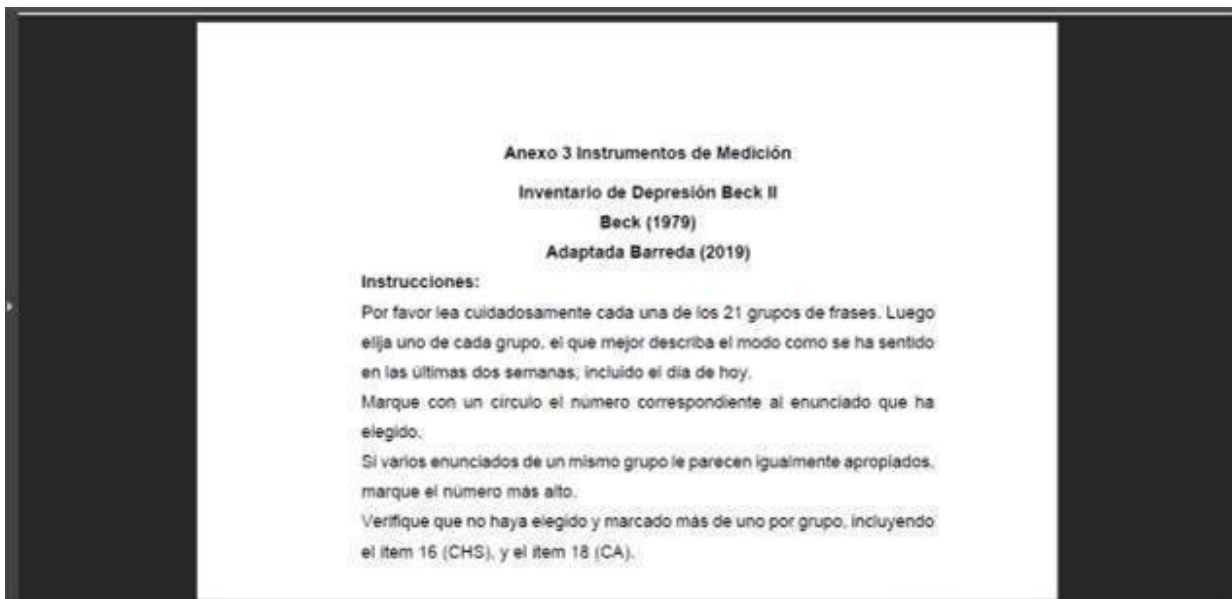 Anexo 3 Instrumentos de Medición
Inventario de Depresión Beck II
Beck (1979)
Adaptada Barreda (2019)
Instrucciones:
Por favor lea cuidadosamente cada una de los 21 grupos de frases. Luego
elija uno de cada grupo, el que mejor describa el modo como se ha sentido
en las últimas dos semanas, incluido el día de hoy.
Marque con un círculo el número correspondiente al enunciado que ha
elegido.
Si varios enunciados de un mismo grupo le parecen igualmente apropiados,
marque el número más alto.
Verifique que no haya elegido y marcado más de uno por grupo, incluyendo
el ítem 16 (CHS), y el ítem 18 (CA).